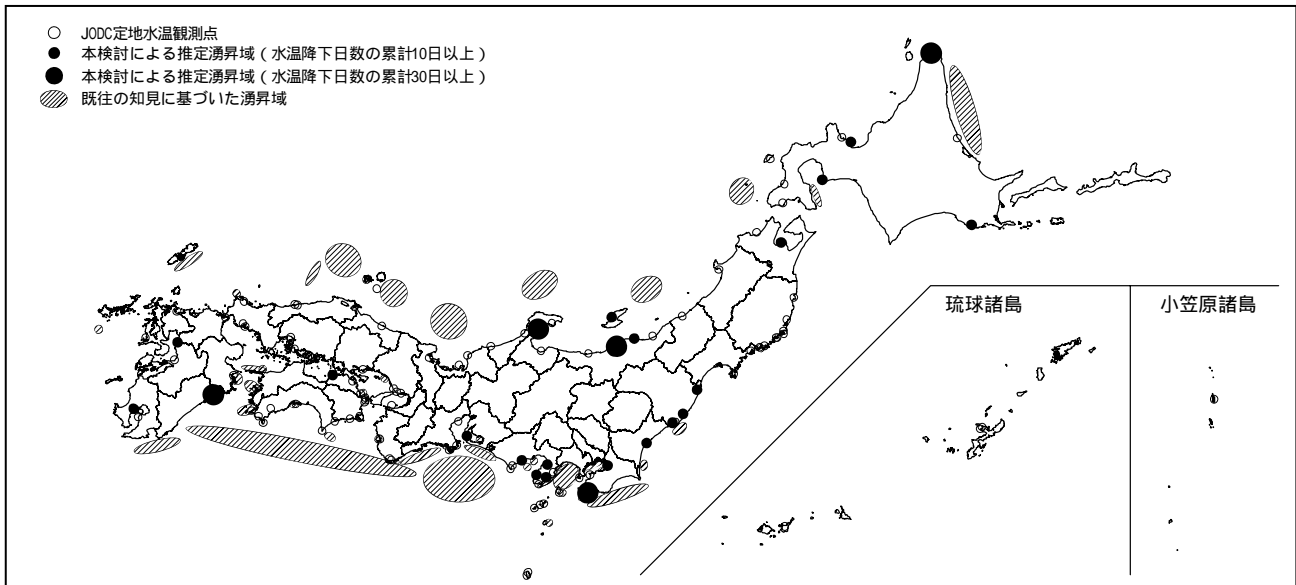 JODC定地水温観測点
本検討による推定湧昇域(水温降下日数の累計10日以上)
本検討による推定湧昇域(水温降下日数の累計30日以上)
既往の知見に基づいた湧昇域
琉球諸島
小笠原諸島